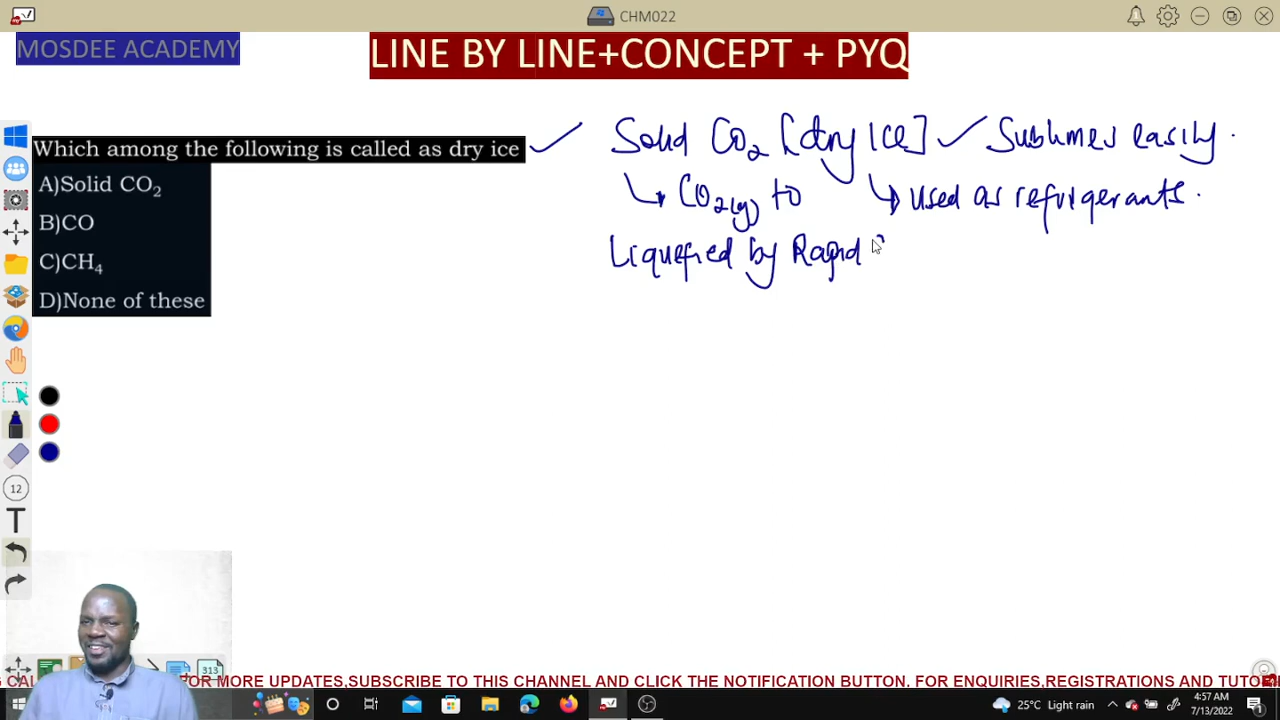 CHM022
MOSDEE ACADEMY
LINE BY LINE+CONCEPT + PYQ
Which among the following is called as dry ice
A)Solid CO₂
B)CO
C)CH₄
D)None of these
Solid CO₂ [dry Ice] ✓ Sublimes easily.
↳ CO₂(g) to
↳ used as refrigerants.
Liquefied by Rapid
12
T
313
FOR MORE UPDATES,SUBSCRIBE TO THIS CHANNEL AND CLICK THE NOTIFICATION BUTTON. FOR ENQUIRIES,REGISTRATIONS AND
25°C Light rain
4:57 AM
7/13/2022